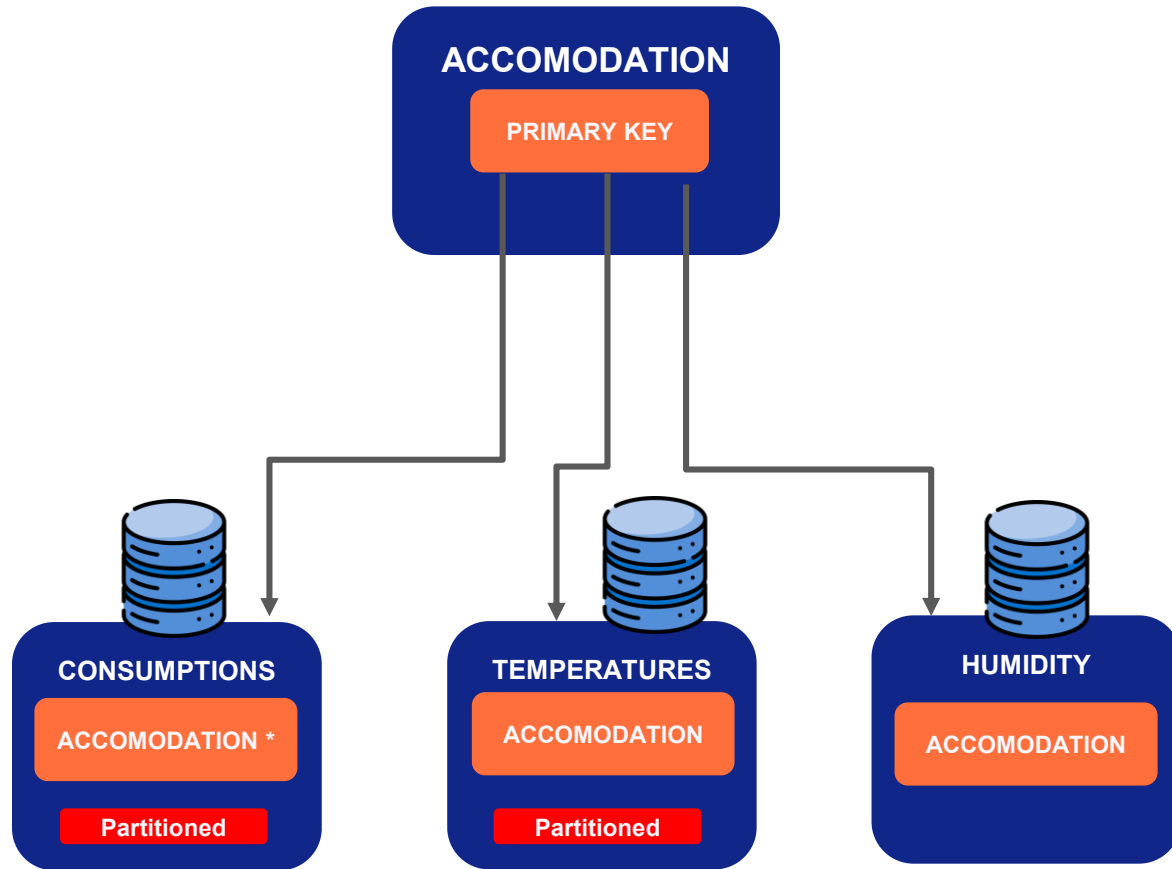 ACCOMODATION
PRIMARY KEY
CONSUMPTIONS
ACCOMODATION *
Partitioned
TEMPERATURES
ACCOMODATION
Partitioned
HUMIDITY
ACCOMODATION